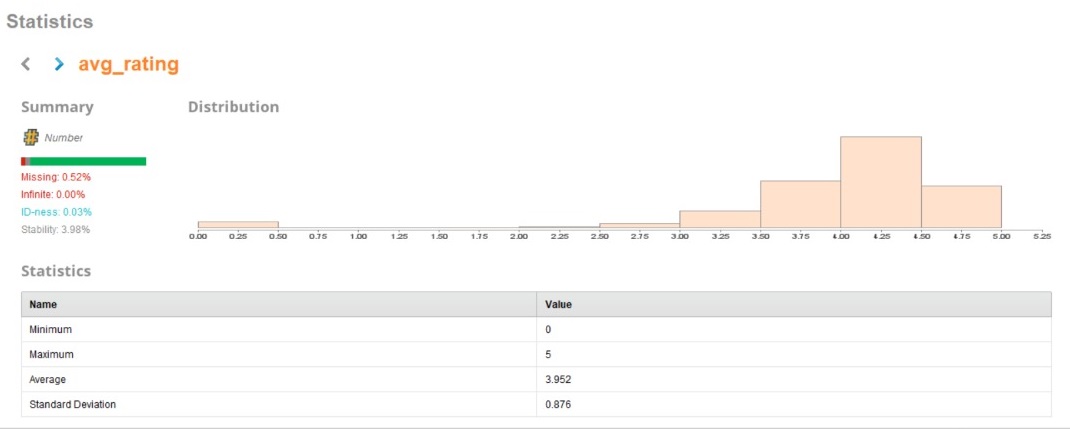 Statistics
avg_rating
Summary
Distribution
Number
Missing: 0.52%
Infinite: 0.00%
ID-ness: 0.03%
Stability: 3.98%
0.00 0.25 0.50 0.75 1.00 1.25 1.50 1.75 2.00 2.25 2.50 2.75 3.00 3.25 3.50 3.75 4.00 4.25 4.50 4.75 5.00 5.25
Statistics
Name Value
Minimum 0
Maximum 5
Average 3.952
Standard Deviation 0.876